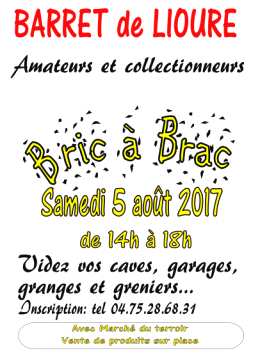 BARRET de LIOURE
Amateurs et collectionneurs
Bric à Brac
Samedi 5 août 2017
de 14h à 18h
Videz vos caves, garages,
granges et greniers...
Inscription: tel 04.75.28.68.31
Avec Marché du terroir
Vente de produits sur place